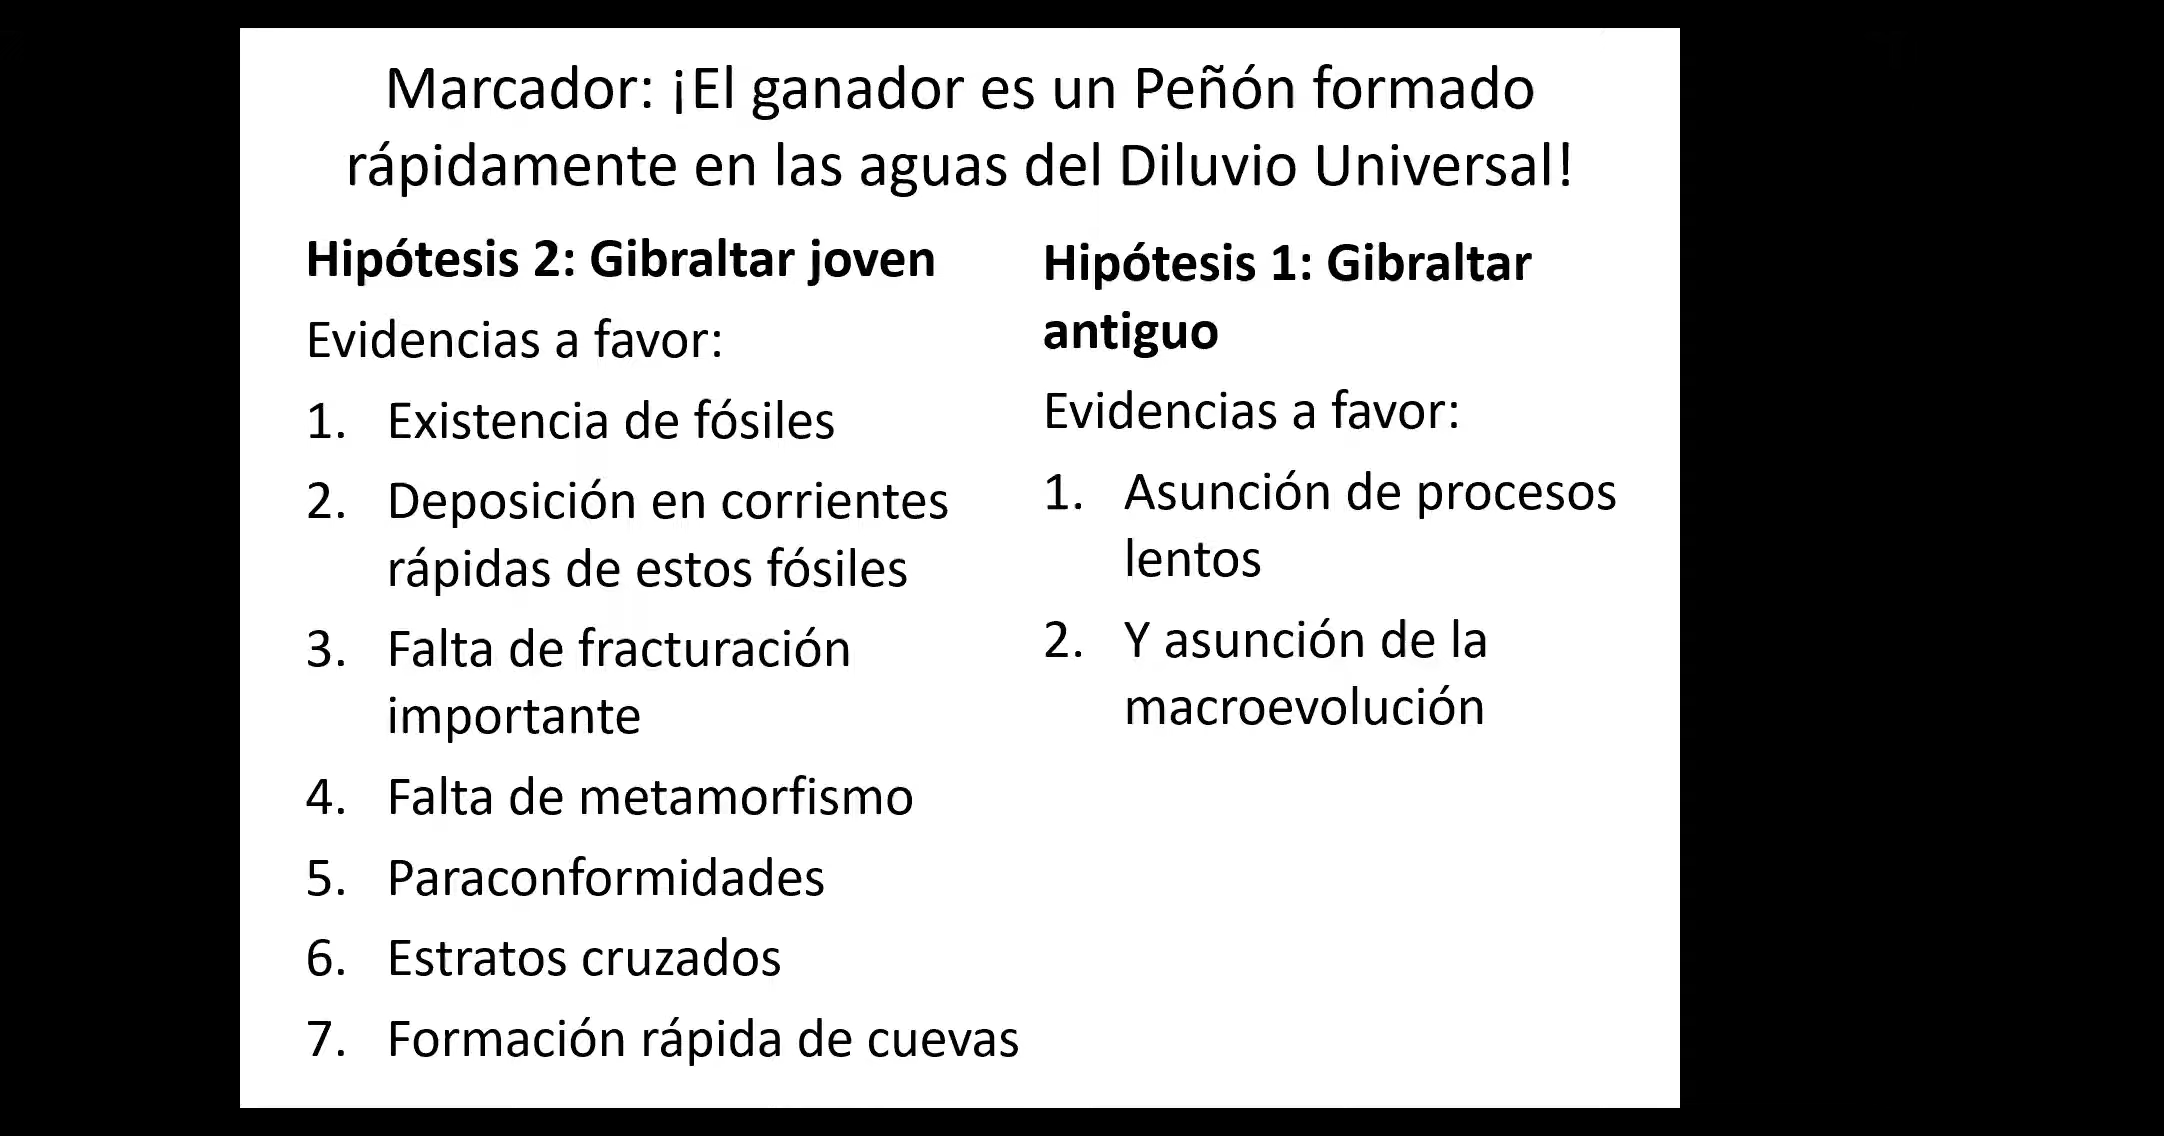 Marcador: ¡El ganador es un Peñón formado
rápidamente en las aguas del Diluvio Universal!
Hipótesis 2: Gibraltar joven
Evidencias a favor:
1. Existencia de fósiles
2. Deposición en corrientes
rápidas de estos fósiles
3. Falta de fracturación
importante
4. Falta de metamorfismo
5. Paraconformidades
6. Estratos cruzados
7. Formación rápida de cuevas
Hipótesis 1: Gibraltar
antiguo
Evidencias a favor:
1. Asunción de procesos
lentos
2. Y asunción de la
macroevolución